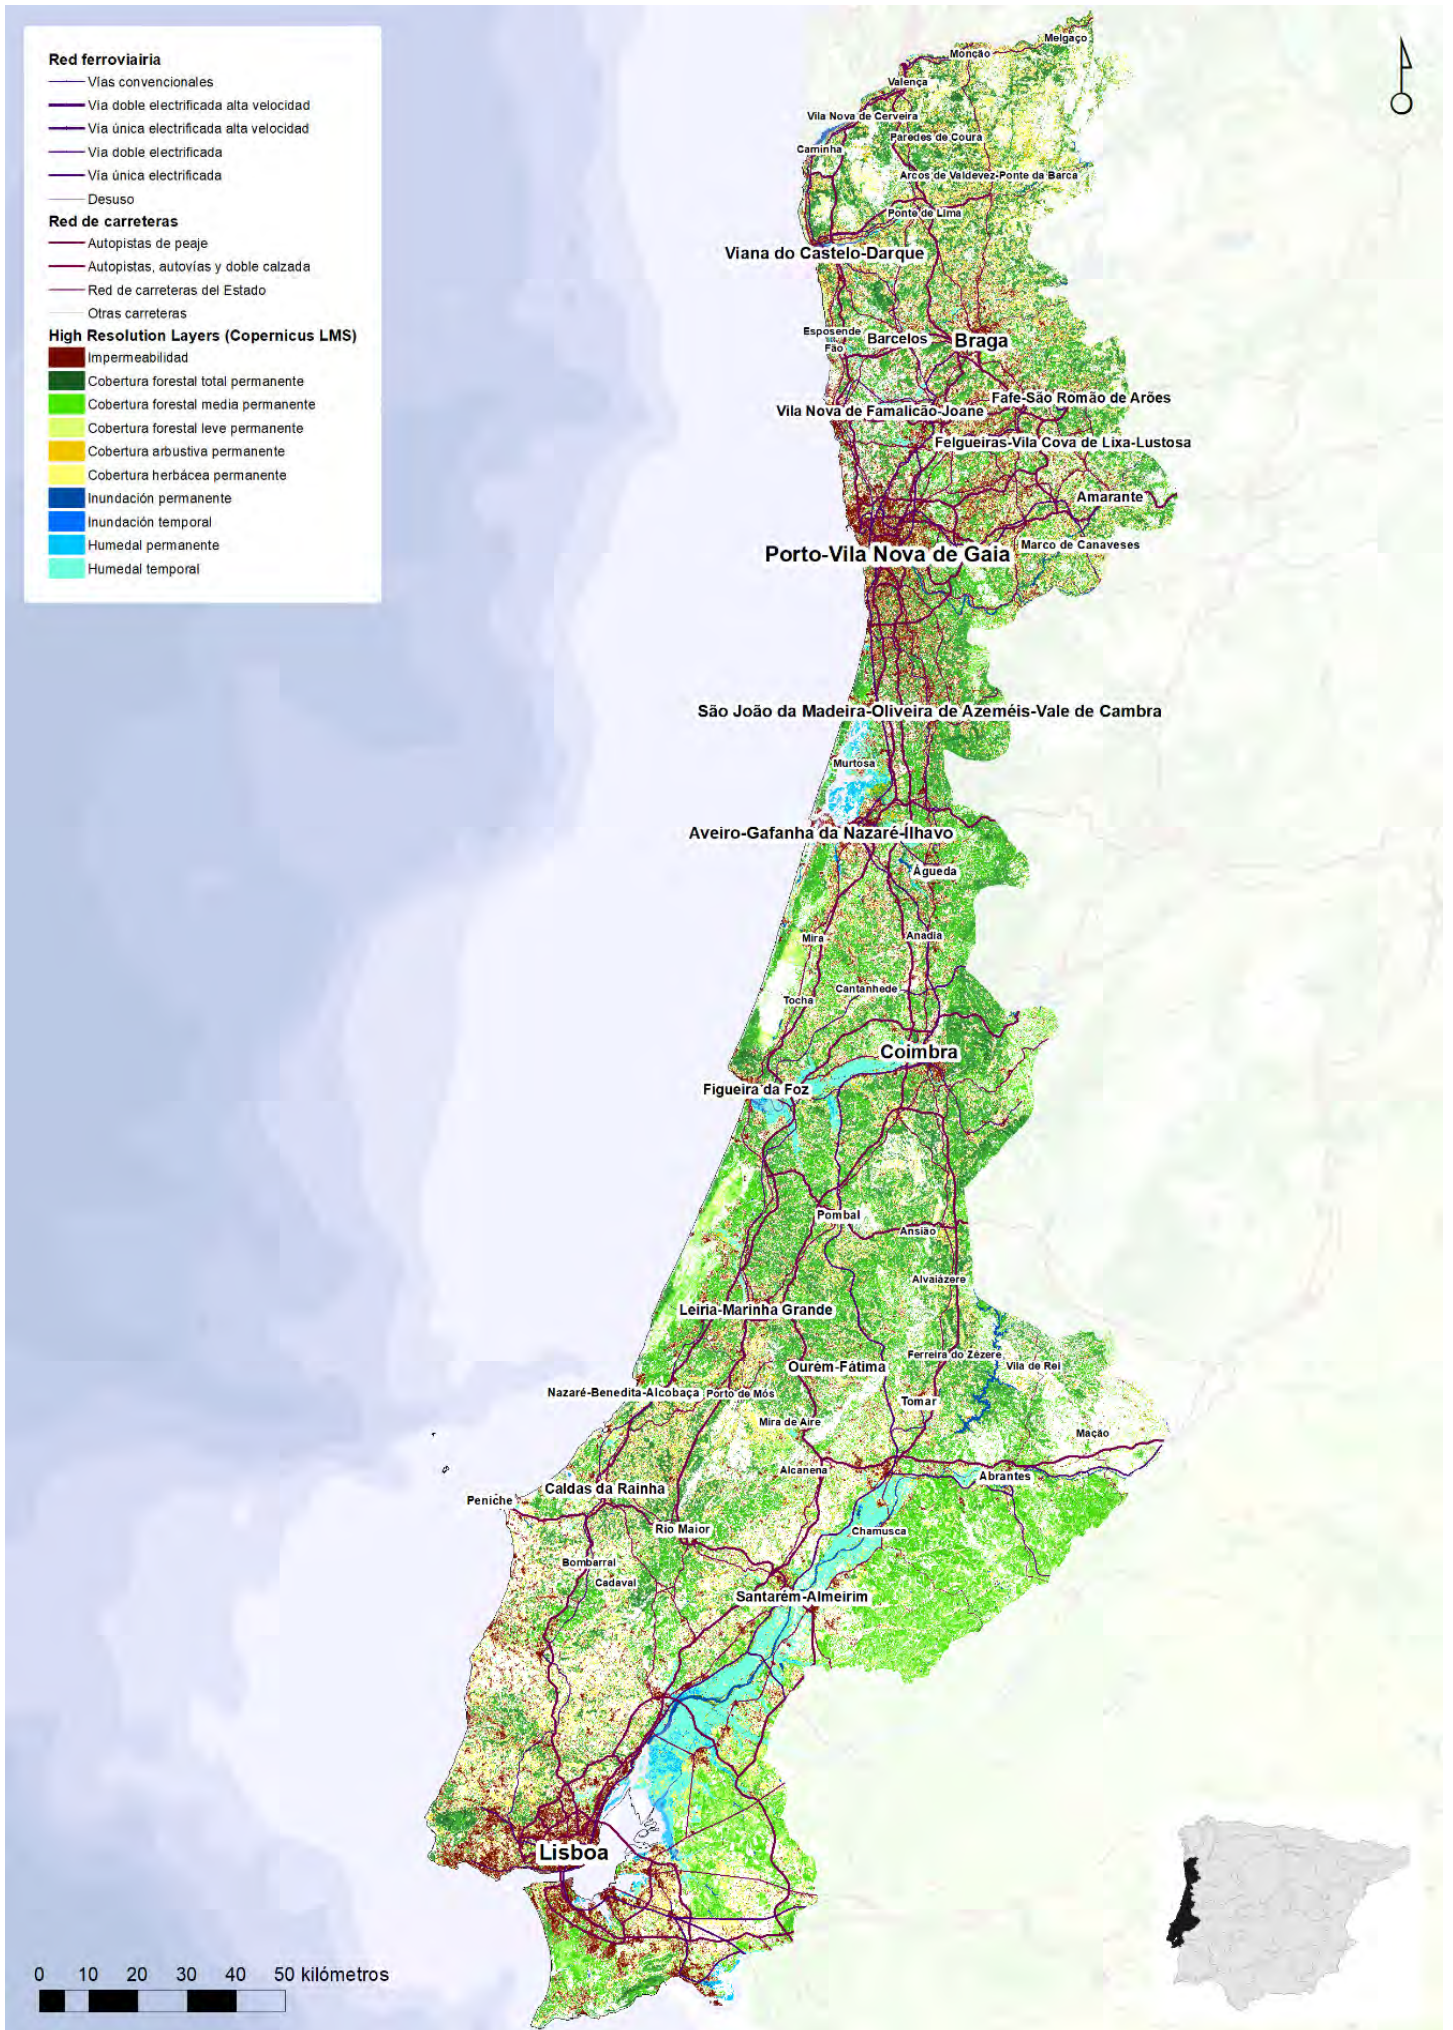 Red ferroviairia
Vías convencionales
Vía doble electrificada alta velocidad
Vía única electrificada alta velocidad
Vía doble electrificada
Vía única electrificada
Desuso
Red de carreteras
Autopistas de peaje
Autopistas, autovías y doble calzada
Red de carreteras del Estado
Otras carreteras
High Resolution Layers (Copernicus LMS)
Impermeabilidad
Cobertura forestal total permanente
Cobertura forestal media permanente
Cobertura forestal leve permanente
Cobertura arbustiva permanente
Cobertura herbácea permanente
Inundación permanente
Inundación temporal
Humedal permanente
Humedal temporal
Melgaço
Monção
Valença
Vila Nova de Cerveira
Paredes de Coura
Caminha
Arcos de Valdevez-Ponte da Barca
Ponte de Lima
Viana do Castelo-Darque
Esposende
Fão
Barcelos
Braga
Fafe-São Romão de Arões
Vila Nova de Famalicão-Joane
Felgueiras-Vila Cova de Lixa-Lustosa
Amarante
Marco de Canaveses
Porto-Vila Nova de Gaia
São João da Madeira-Oliveira de Azeméis-Vale de Cambra
Murtosa
Aveiro-Gafanha da Nazaré-Ílhavo
Águeda
Mira
Anadia
Cantanhede
Tocha
Coimbra
Figueira da Foz
Pombal
Ansião
Alvaiázere
Leiria-Marinha Grande
Ferreira do Zêzere
Vila de Rei
Ourém-Fátima
Nazaré-Benedita-Alcobaça
Porto de Mós
Tomar
Mira de Aire
Mação
Alcanena
Abrantes
Caldas da Rainha
Peniche
Rio Maior
Chamusca
Bombarral
Cadaval
Santarém-Almeirim
Lisboa
0 10 20 30 40 50 kilómetros